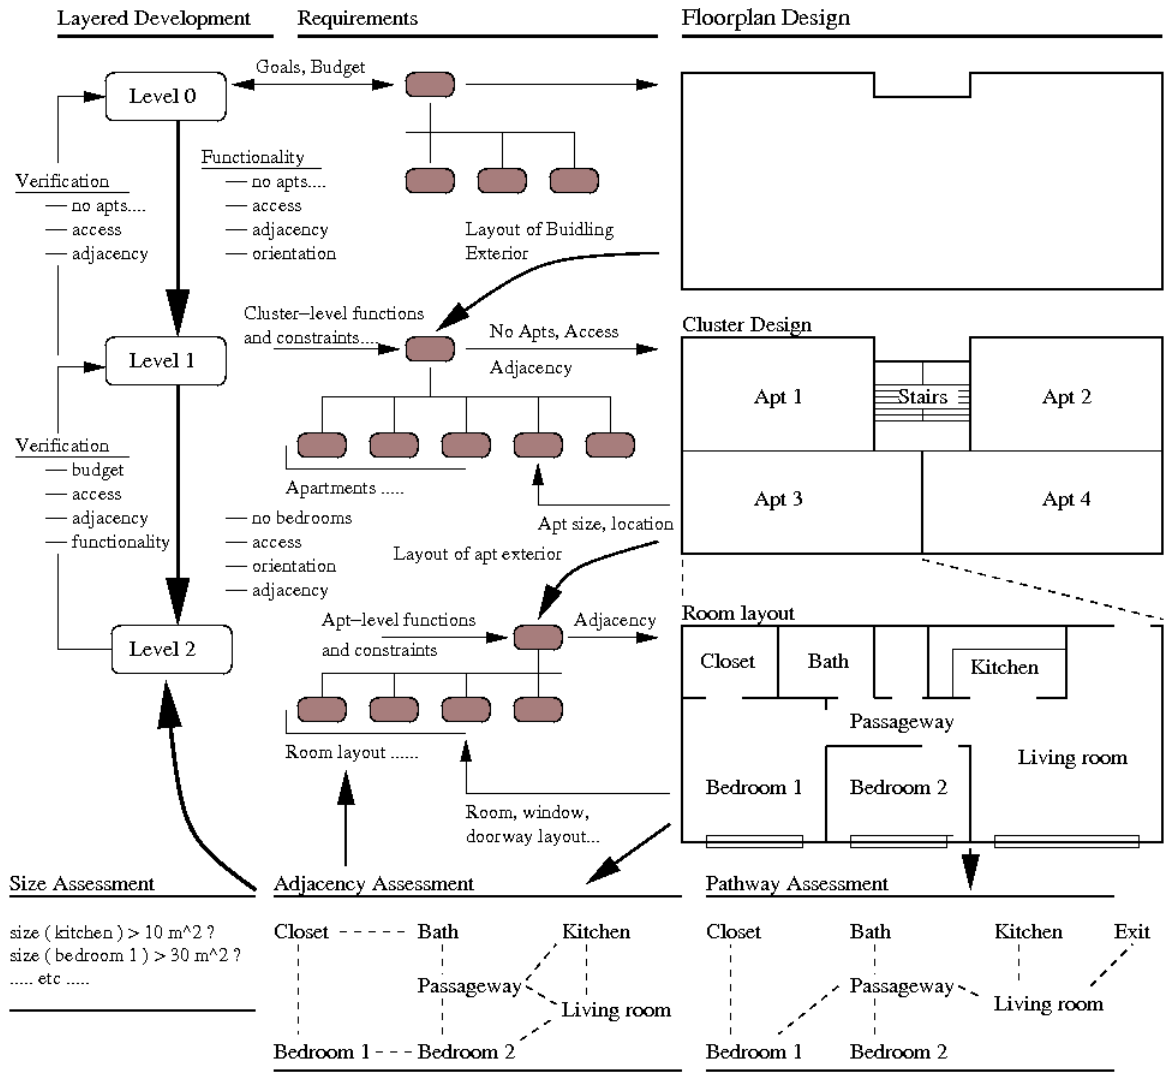 Layered Development
Requirements
Floorplan Design
Level 0
Goals, Budget
Functionality
— no apts....
— access
— adjacency
— orientation
Verification
— no apts....
— access
— adjacency
Layout of Buidling
Exterior
Level 1
Cluster–level functions
and constraints....
No Apts, Access
Adjacency
Cluster Design
Apt 1
Stairs
Apt 2
Apt 3
Apt 4
Verification
— budget
— access
— adjacency
— functionality
Apartments .....
— no bedrooms
— access
— orientation
— adjacency
Apt size, location
Layout of apt exterior
Level 2
Apt–level functions
and constraints
Adjacency
Room layout
Closet
Bath
Kitchen
Passageway
Living room
Bedroom 1
Bedroom 2
Room layout ......
Room, window,
doorway layout...
Size Assessment
size ( kitchen ) > 10 m^2 ?
size ( bedroom 1 ) > 30 m^2 ?
..... etc .....
Adjacency Assessment
Closet
Bath
Kitchen
Passageway
Living room
Bedroom 1
Bedroom 2
Pathway Assessment
Closet
Bath
Kitchen
Exit
Passageway
Living room
Bedroom 1
Bedroom 2